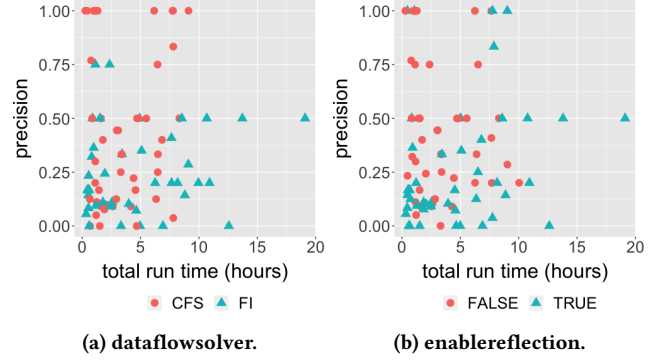 1.00
0.75
0.50
0.25
0.00
precision
0 5 10 15 20
total run time (hours)
CFS FI
(a) dataflowsolver.
1.00
0.75
0.50
0.25
0.00
precision
0 5 10 15 20
total run time (hours)
FALSE TRUE
(b) enablereflection.